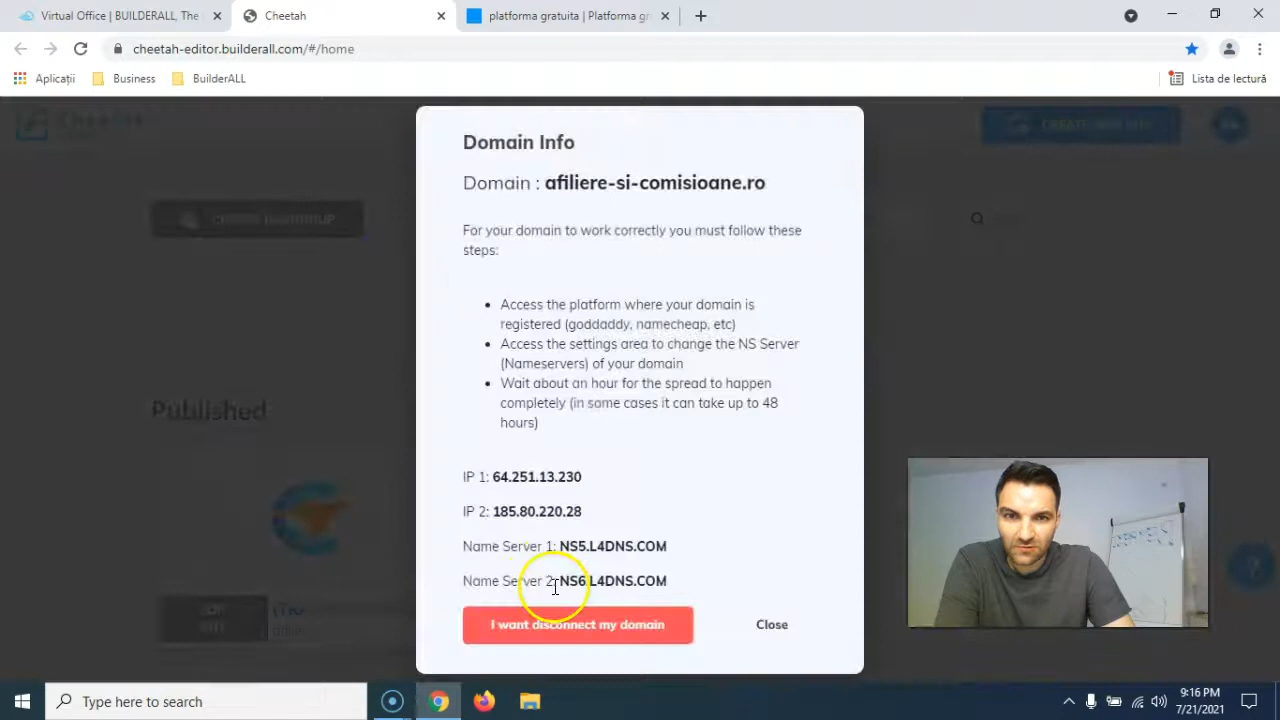 Virtual Office | BUILDERALL, The
Cheetah
platforma gratuita | Platforma gr
cheetah-editor.builderall.com/#/home
Aplicații
Business
BuilderALL
Lista de lectură
CREATE NEW SITE
Domain Info
Domain : afiliere-si-comisioane.ro
For your domain to work correctly you must follow these
steps:
• Access the platform where your domain is
registered (goddaddy, namecheap, etc)
• Access the settings area to change the NS Server
(Nameservers) of your domain
• Wait about an hour for the spread to happen
completely (in some cases it can take up to 48
hours)
Published
IP 1: 64.251.13.230
IP 2: 185.80.220.28
Name Server 1: NS5.L4DNS.COM
Name Server 2: NS6.L4DNS.COM
I want disconnect my domain
Close
Type here to search
9:16 PM
7/21/2021